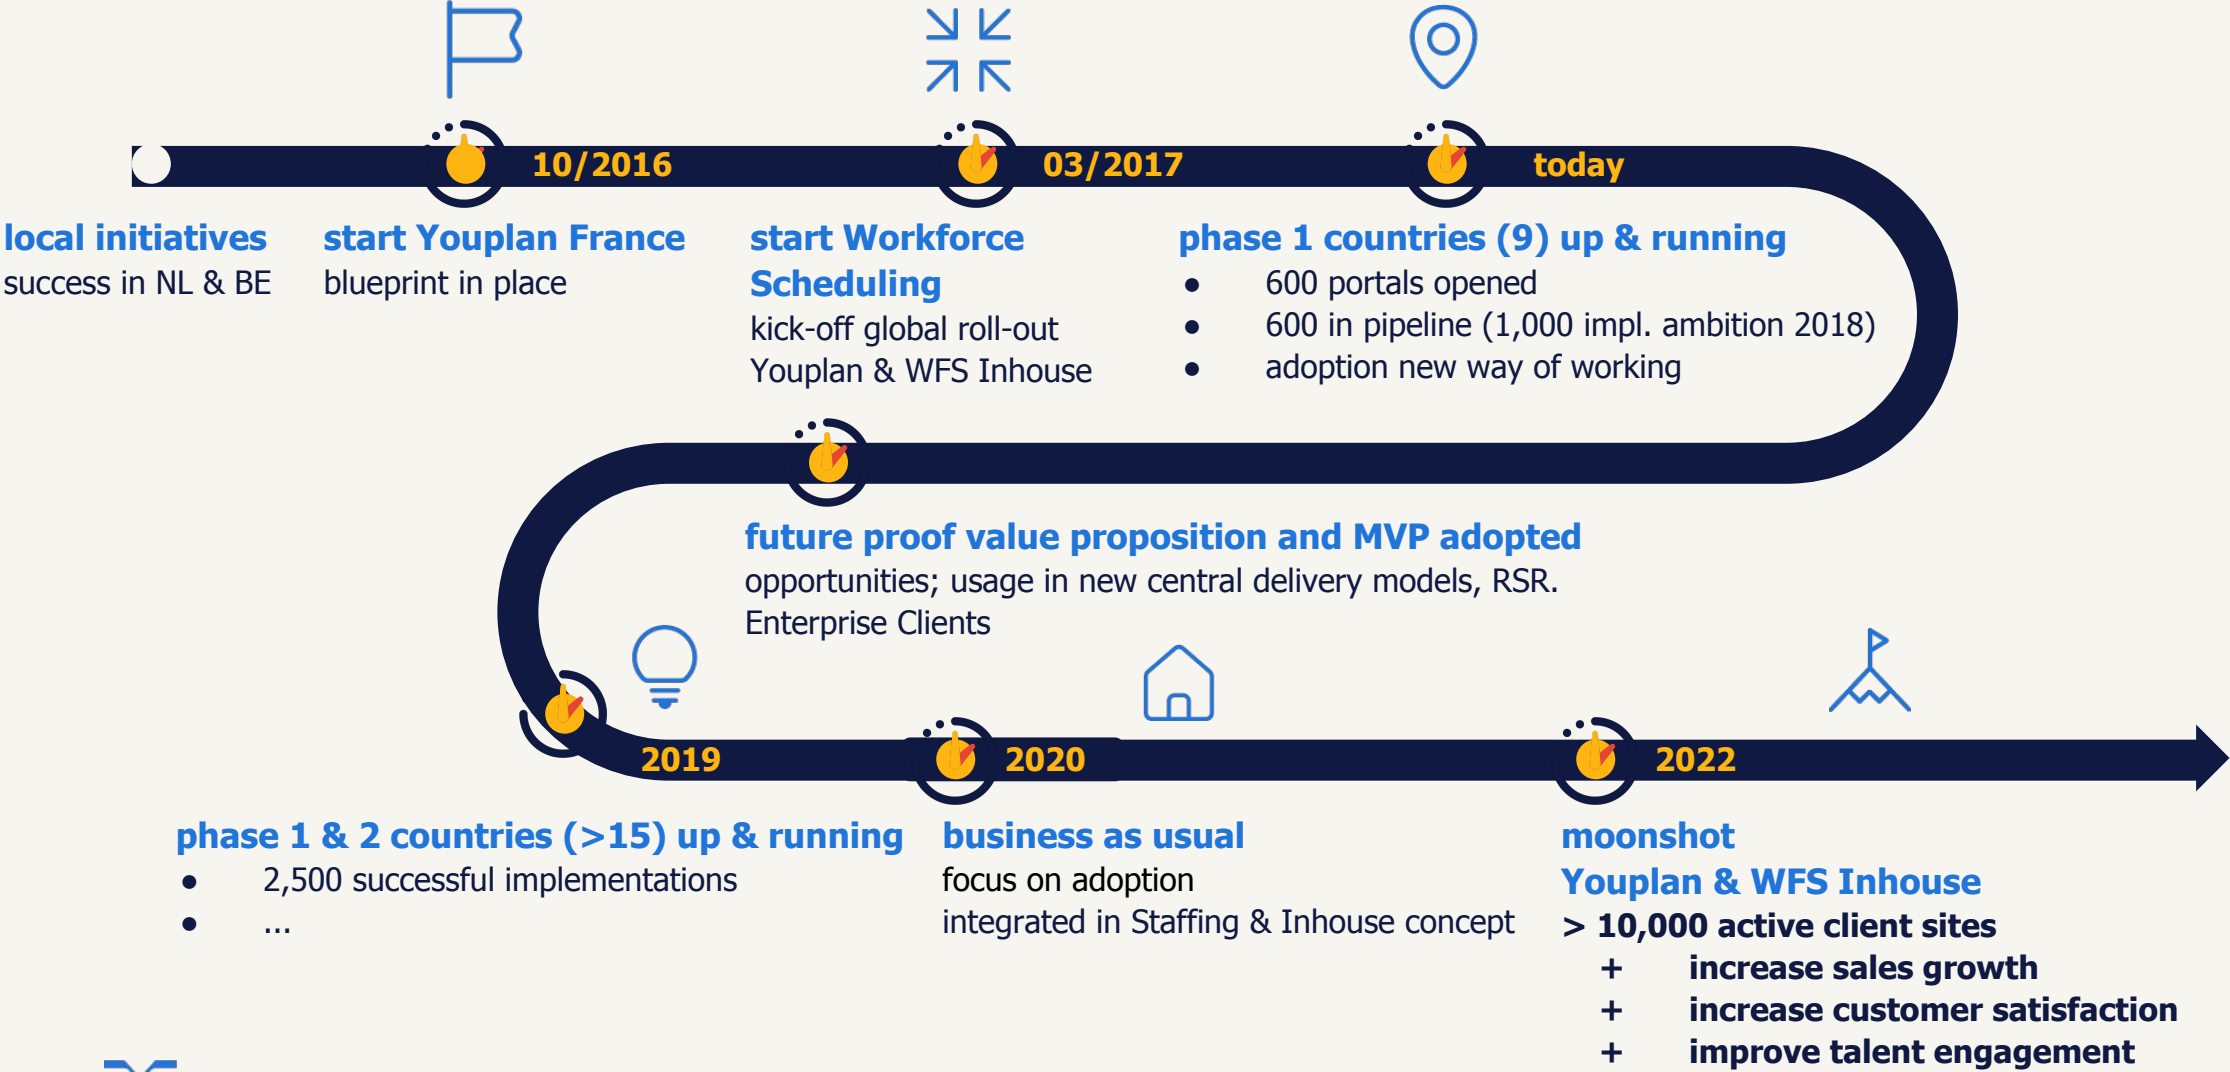 10/2016
03/2017
today
local initiatives
success in NL & BE
start Youplan France
blueprint in place
start Workforce
Scheduling
kick-off global roll-out
Youplan & WFS Inhouse
phase 1 countries (9) up & running
● 600 portals opened
● 600 in pipeline (1,000 impl. ambition 2018)
● adoption new way of working
future proof value proposition and MVP adopted
opportunities; usage in new central delivery models, RSR.
Enterprise Clients
2019
2020
2022
phase 1 & 2 countries (>15) up & running
● 2,500 successful implementations
● ...
business as usual
focus on adoption
integrated in Staffing & Inhouse concept
moonshot
Youplan & WFS Inhouse
> 10,000 active client sites
+ increase sales growth
+ increase customer satisfaction
+ improve talent engagement